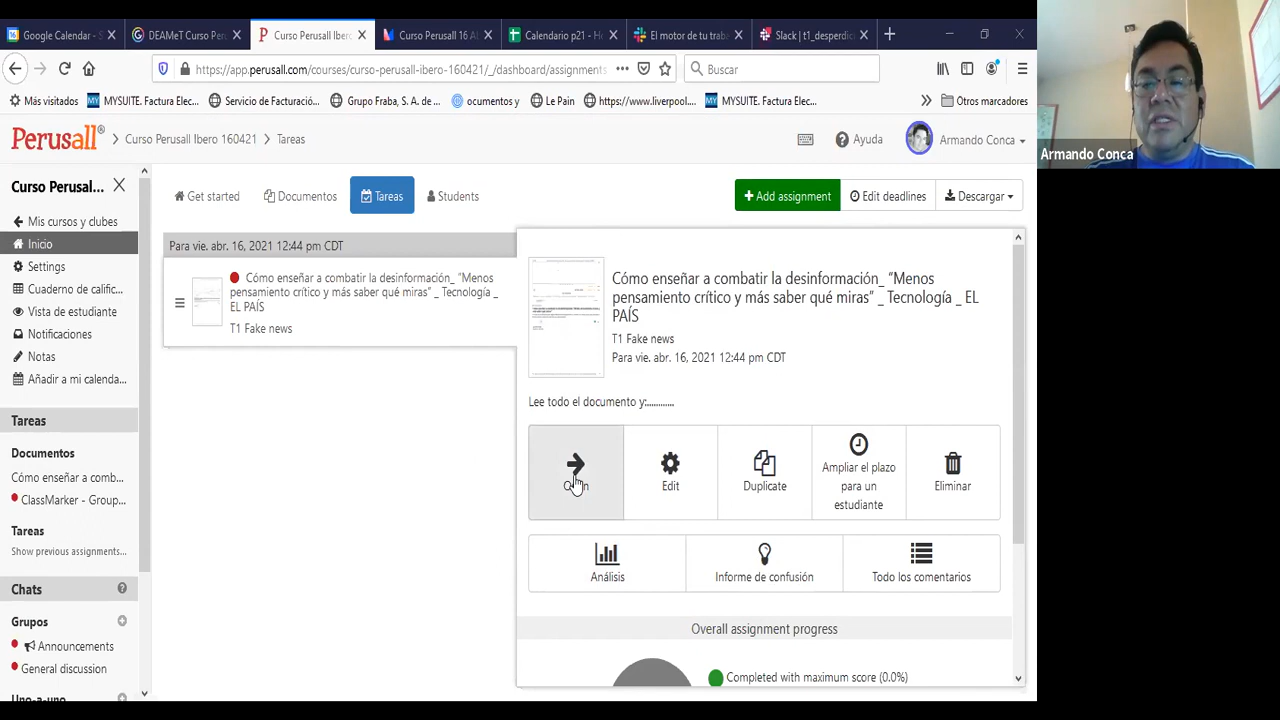 Google Calendar - S
DEAMeT Curso Per
Curso Perusall Iber
Curso Perusall 16 Al
Calendario p21 - He
El motor de tu traba
Slack | t1_desperdici
https://app.perusall.com/courses/curso-perusall-ibero-160421/_/dashboard/assignments
Buscar
Más visitados
MYSUITE. Factura Elec...
Servicio de Facturació...
Grupo Fraba, S. A. de ...
ocumentos y
Le Pain
https://www.liverpool....
MYSUITE. Factura Elec...
Otros marcadores
Perusall®
Curso Perusall Ibero 160421
Tareas
Ayuda
Armando Conca
Armando Conca
Curso Perusal...
Mis cursos y clubes
Inicio
Settings
Cuaderno de calific...
Vista de estudiante
Notificaciones
Notas
Añadir a mi calenda...
Tareas
Documentos
Cómo enseñar a comb...
ClassMarker - Group...
Tareas
Show previous assignments...
Chats
Grupos
Announcements
General discussion
Uno-a-uno
Get started
Documentos
Tareas
Students
Add assignment
Edit deadlines
Descargar
Para vie. abr. 16, 2021 12:44 pm CDT
Cómo enseñar a combatir la desinformación_ “Menos
pensamiento crítico y más saber qué miras” _ Tecnología _
EL PAÍS
T1 Fake news
Cómo enseñar a combatir la desinformación_ “Menos
pensamiento crítico y más saber qué miras” _ Tecnología _ EL
PAÍS
T1 Fake news
Para vie. abr. 16, 2021 12:44 pm CDT
Lee todo el documento y:............
Edit
Duplicate
Ampliar el plazo
para un
estudiante
Eliminar
Análisis
Informe de confusión
Todo los comentarios
Overall assignment progress
Completed with maximum score (0.0%)